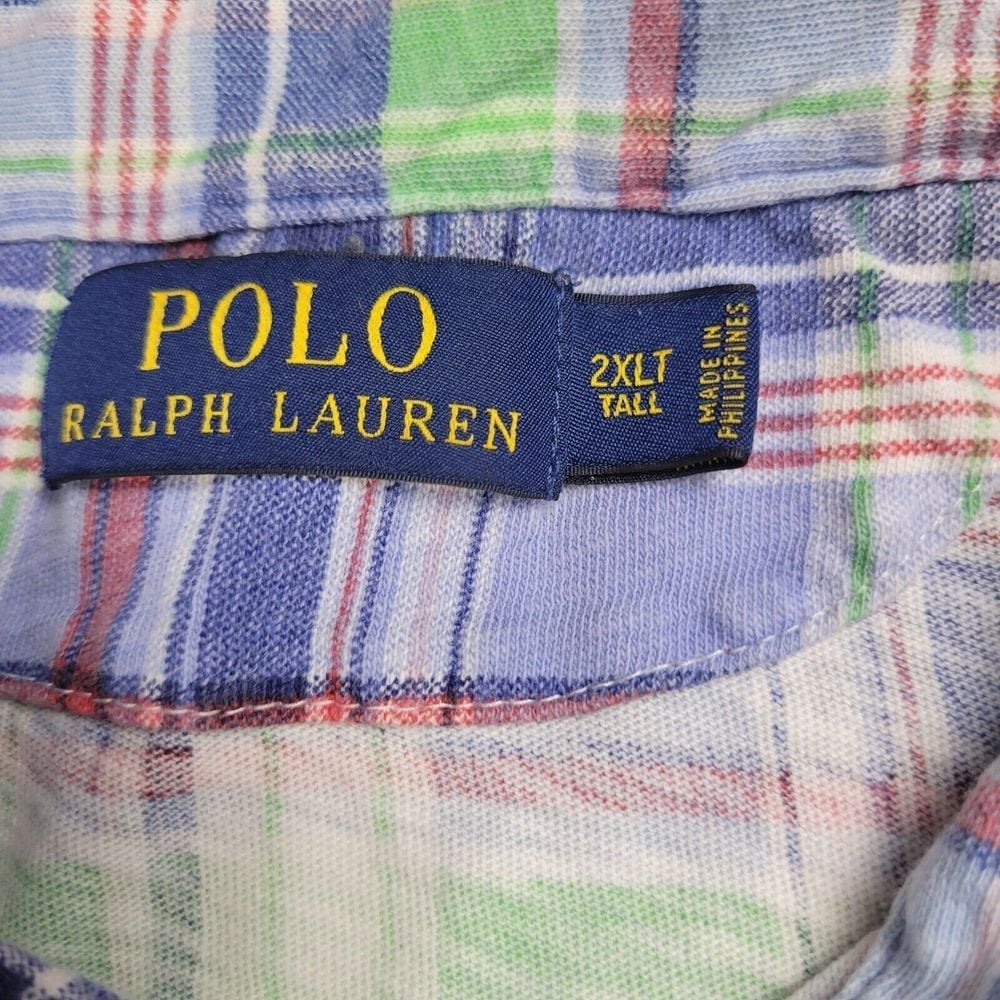 POLO
RALPH LAUREN
2XLT
TALL
MADE IN
PHILIPPINES